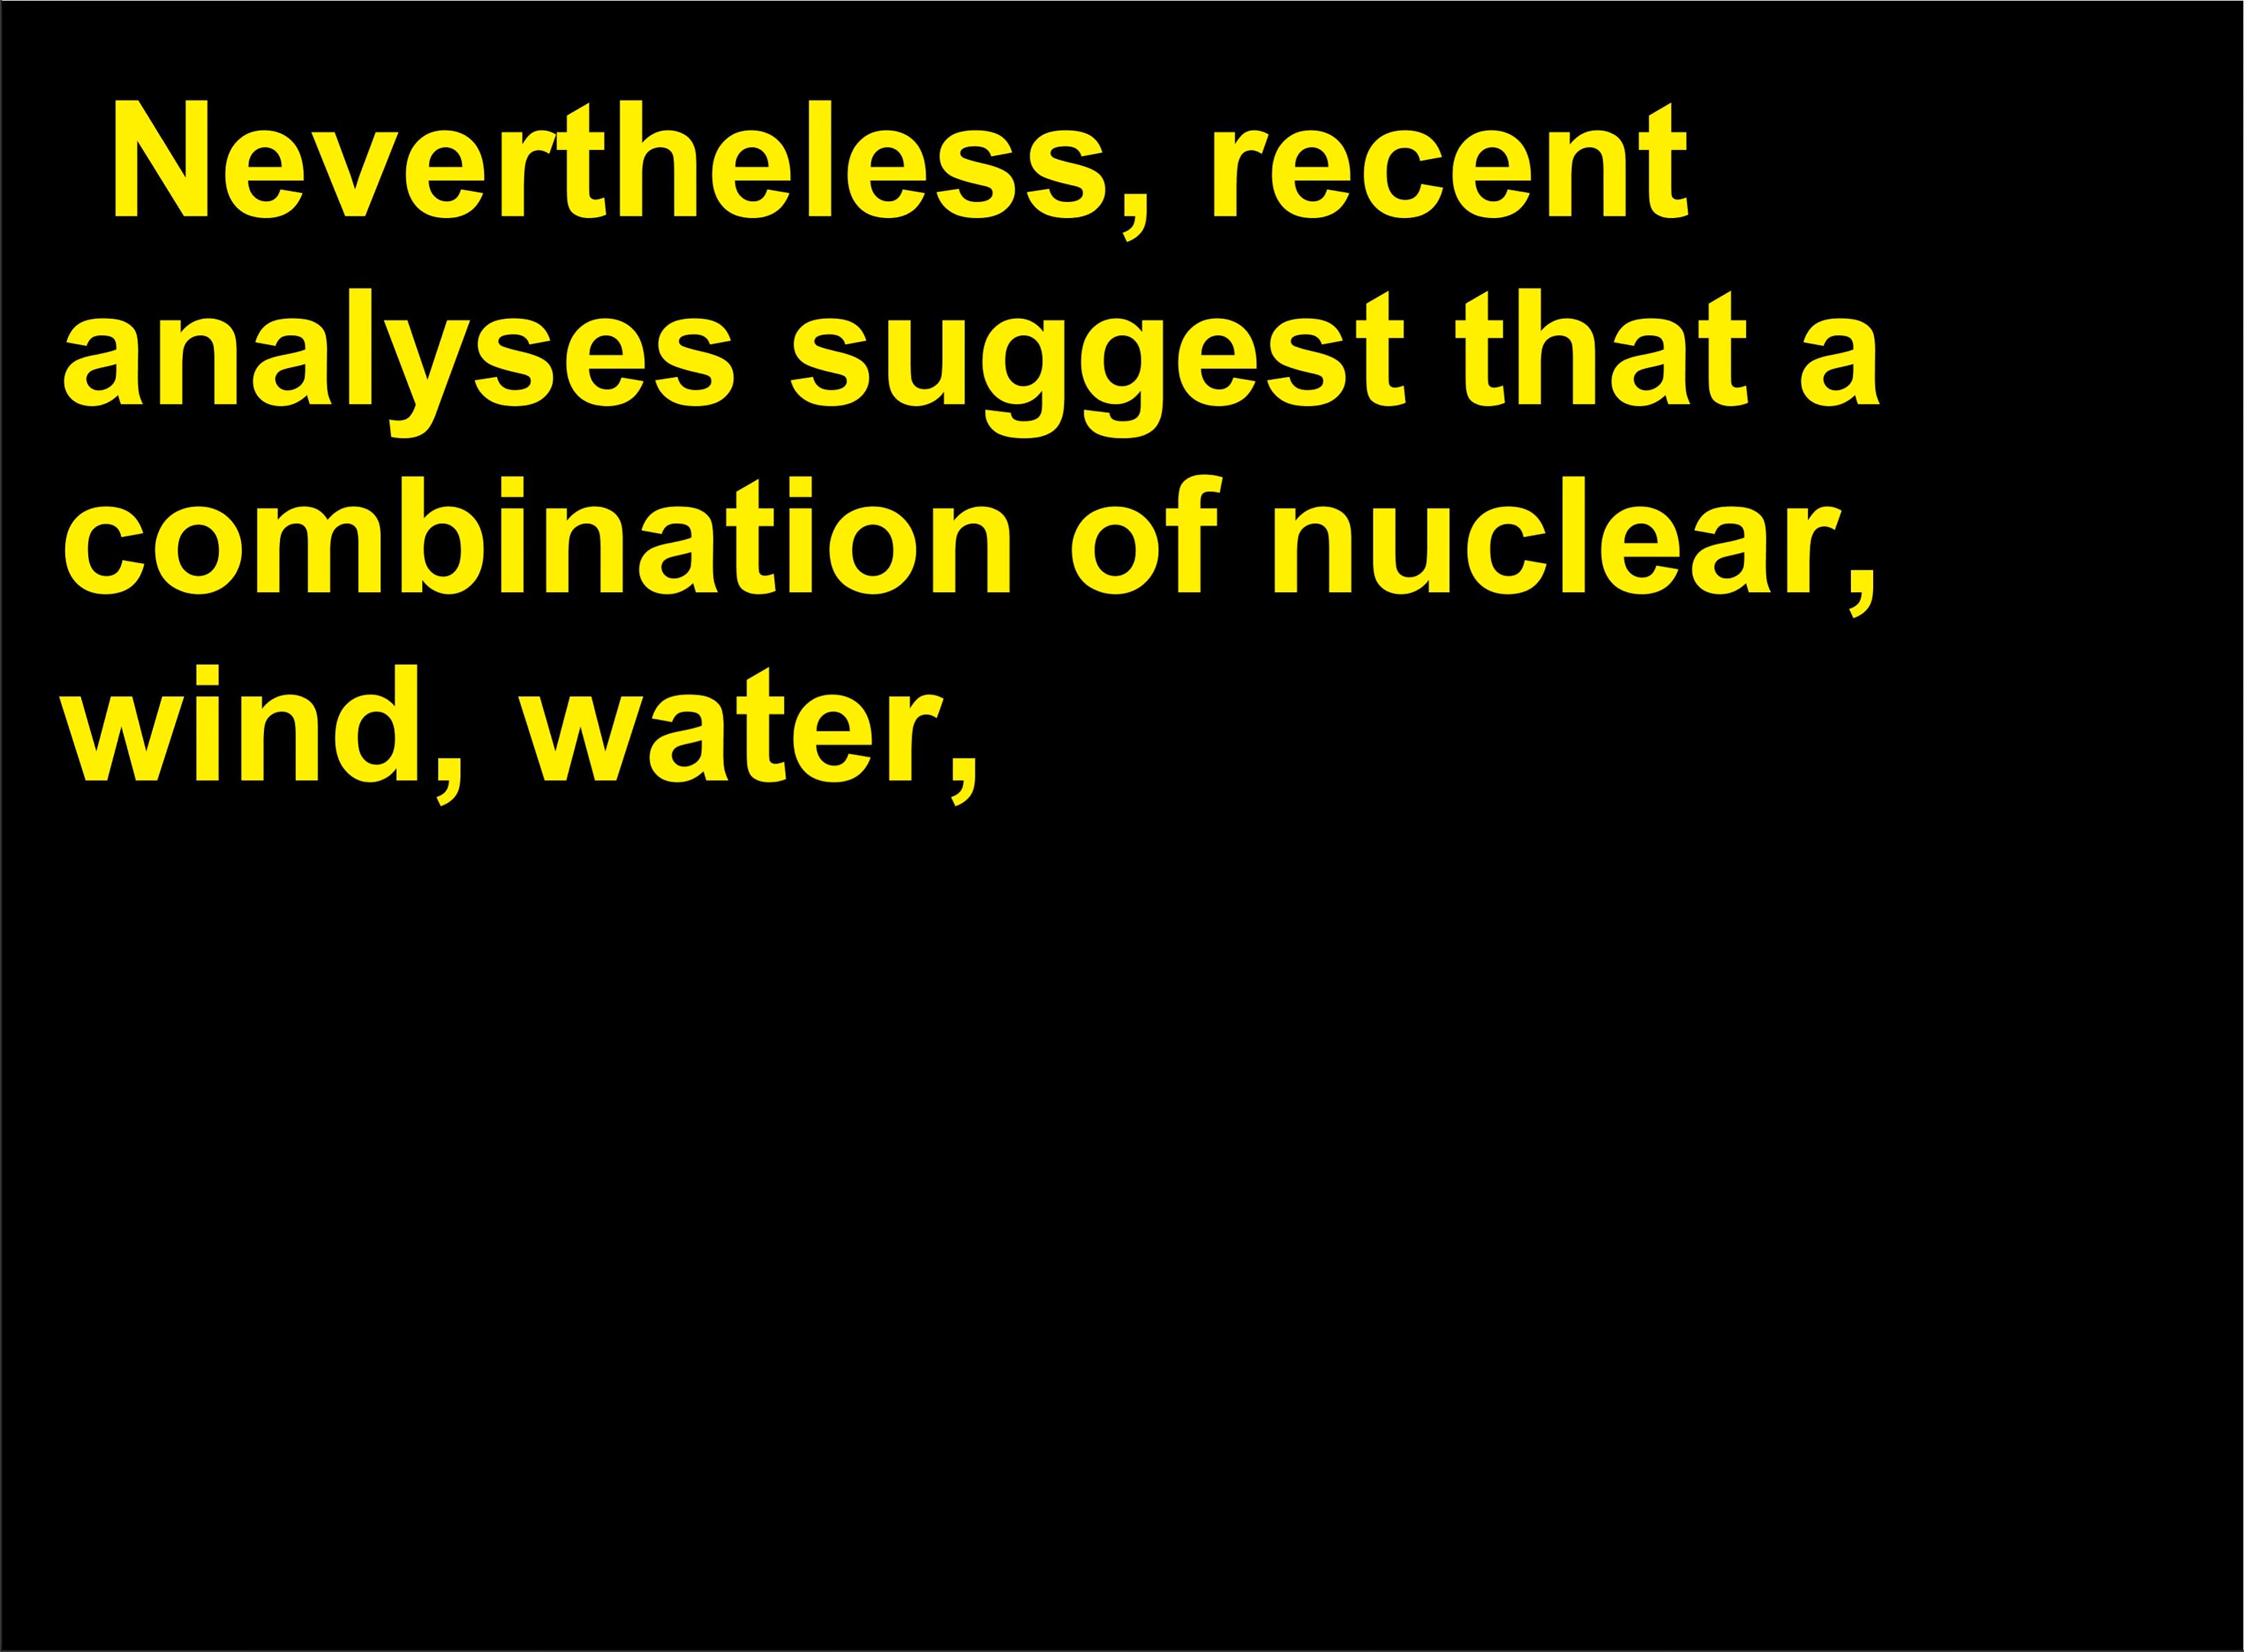 Nevertheless, recent
analyses suggest that a
combination of nuclear,
wind, water,